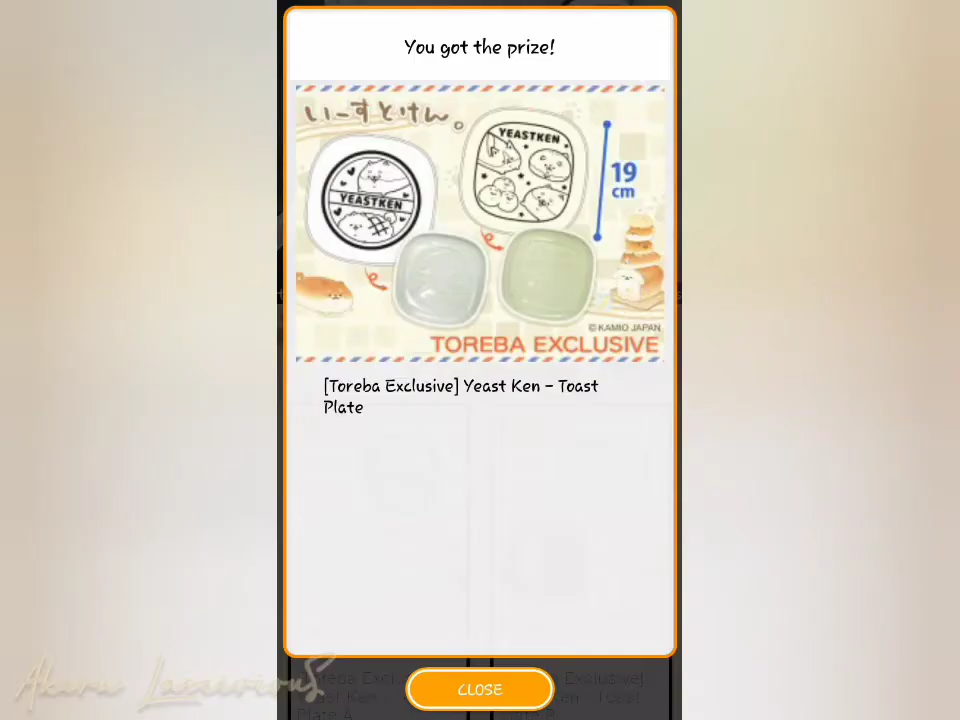 You got the prize!
いーすとけん。
YEASTKEN
YEASTKEN
19
cm
©KAMIO JAPAN
TOREBA EXCLUSIVE
[Toreba Exclusive] Yeast Ken - Toast
Plate
CLOSE